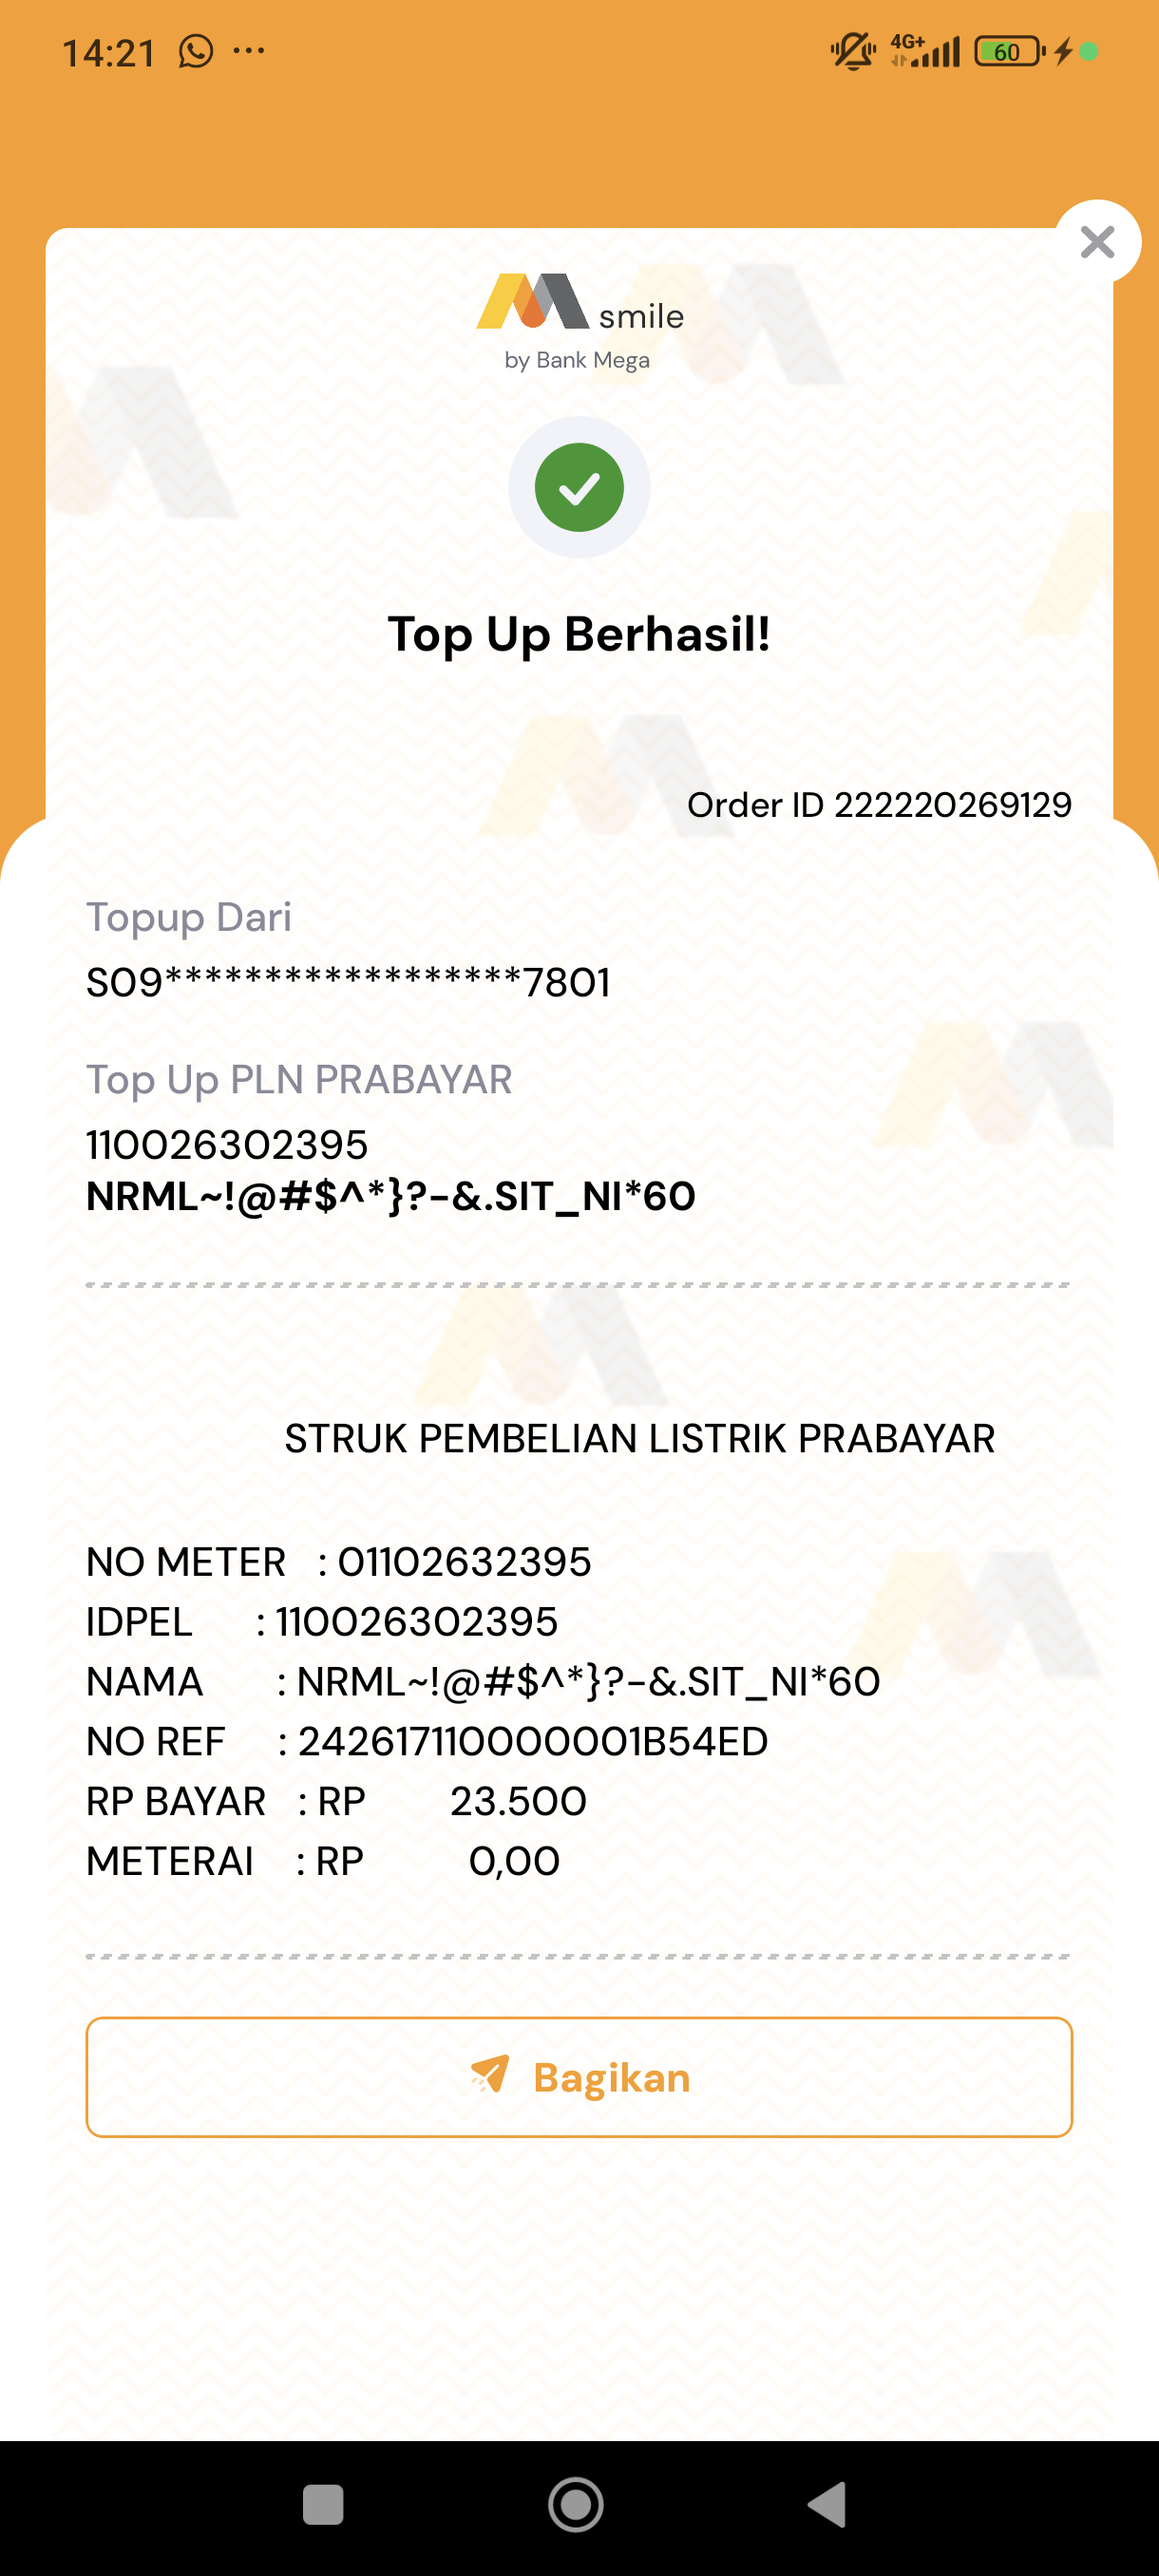 14:21
4G+
60
smile
by Bank Mega
Top Up Berhasil!
Order ID 222220269129
Topup Dari
S09******************7801
Top Up PLN PRABAYAR
110026302395
NRML~!@#$^*}?-&.SIT_NI*60
STRUK PEMBELIAN LISTRIK PRABAYAR
NO METER : 01102632395
IDPEL : 110026302395
NAMA : NRML~!@#$^*}?-&.SIT_NI*60
NO REF : 242617110000001B54ED
RP BAYAR : RP 23.500
METERAI : RP 0,00
Bagikan